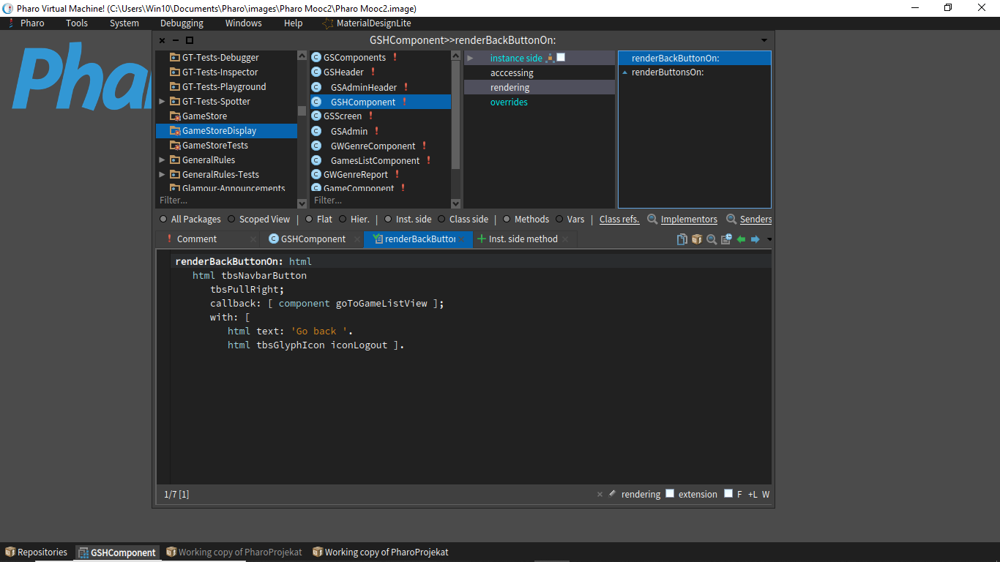 Pharo Virtual Machine! (C:\Users\Win10\Documents\Pharo\images\Pharo Mooc2\Pharo Mooc2.image)
Pharo Tools System Debugging Windows Help MaterialDesignLite
GSHComponent>>renderBackButtonOn:
GT-Tests-Debugger
GT-Tests-Inspector
GT-Tests-Playground
GT-Tests-Spotter
GameStore
GameStoreDisplay
GameStoreTests
GeneralRules
GeneralRules-Tests
Glamour-Announcements
Filter...
GSComponents
GSHeader
GSAdminHeader
GSHComponent
GSScreen
GSAdmin
GWGenreComponent
GamesListComponent
GWGenreReport
GameComponent
Filter...
instance side
acccessing
rendering
overrides
renderBackButtonOn:
renderButtonsOn:
All Packages Scoped View | Flat Hier. | Inst. side Class side | Methods Vars | Class refs. Implementors Senders
Comment GSHComponent renderBackButtor Inst. side method
renderBackButtonOn: html
html tbsNavbarButton
tbsPullRight;
callback: [ component goToGameListView ];
with: [
html text: 'Go back '.
html tbsGlyphIcon iconLogout ].
1/7 [1] rendering extension F +L W
Repositories GSHComponent Working copy of PharoProjekat Working copy of PharoProjekat